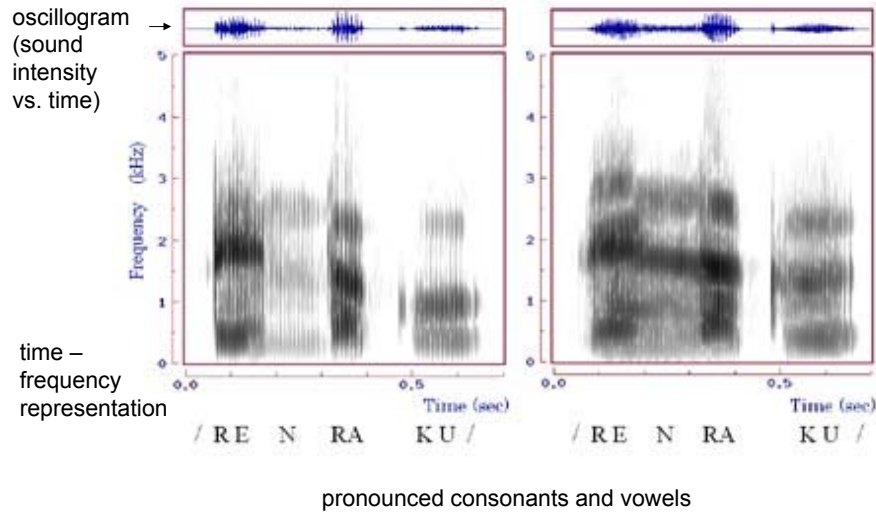 oscillogram
(sound
intensity
vs. time)
5
4
3
2
1
0
Frequency (kHz)
0.0
0.5
Time (sec)
/ RE N RA KU /
5
4
3
2
1
0
0.0
0.5
Time (sec)
/ RE N RA KU /
time –
frequency
representation
pronounced consonants and vowels